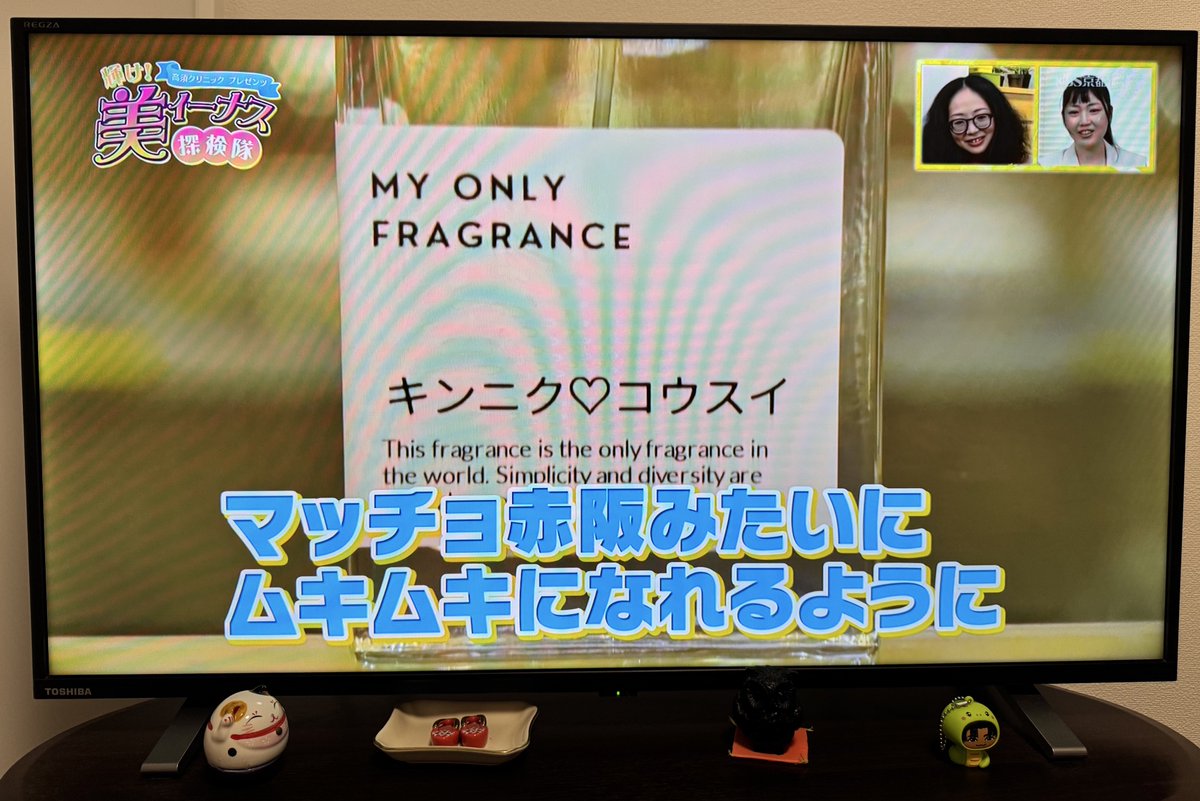 REGZA
高須クリニック プレゼンツ
輝け!
美イーナス
探検隊
MY ONLY
FRAGRANCE
キンニク♡コウスイ
This fragrance is the only fragrance in
the world. Simplicity and diversity are
マッチョ赤阪みたいに
ムキムキになれるように
TOSHIBA